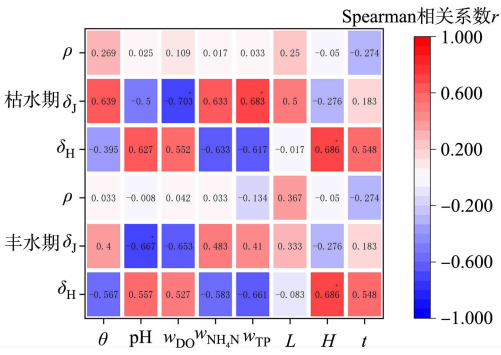 Spearman相关系数r
ρ 0.269 0.025 0.109 0.017 0.033 0.25 -0.05 -0.274
枯水期 δJ 0.639 -0.5 -0.703* 0.633 0.683* 0.5 -0.276 0.183
δH -0.395 0.627 0.552 -0.633 -0.617 -0.017 0.686* 0.548
ρ 0.033 -0.008 0.042 0.033 -0.134 0.367 -0.05 -0.274
丰水期 δJ 0.4 -0.667* -0.653 0.483 0.41 0.333 -0.276 0.183
δH -0.567 0.557 0.527 -0.583 -0.661 -0.083 0.686* 0.548
θ pH wDO wNH4N wTP L H t
1.000
0.600
0.200
-0.200
-0.600
-1.000